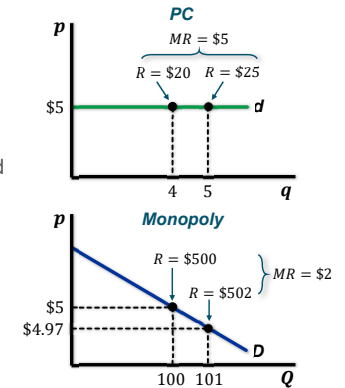 PC
p
MR = $5
R = $20 R = $25
$5
d
4 5 q
p
Monopoly
R = $500
R = $502
MR = $2
$5
$4.97
D
100 101 Q